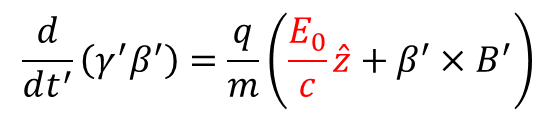 d/dt′ (γ′β′) = q/m (E₀/c ẑ + β′ × B′)